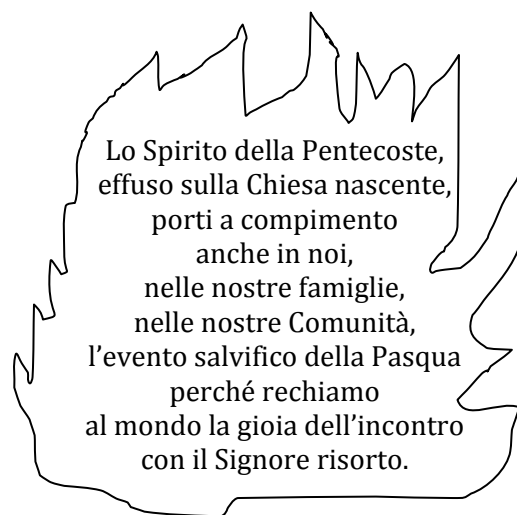 Lo Spirito della Pentecoste,
effuso sulla Chiesa nascente,
porti a compimento
anche in noi,
nelle nostre famiglie,
nelle nostre Comunità,
l’evento salvifico della Pasqua
perché rechiamo
al mondo la gioia dell’incontro
con il Signore risorto.